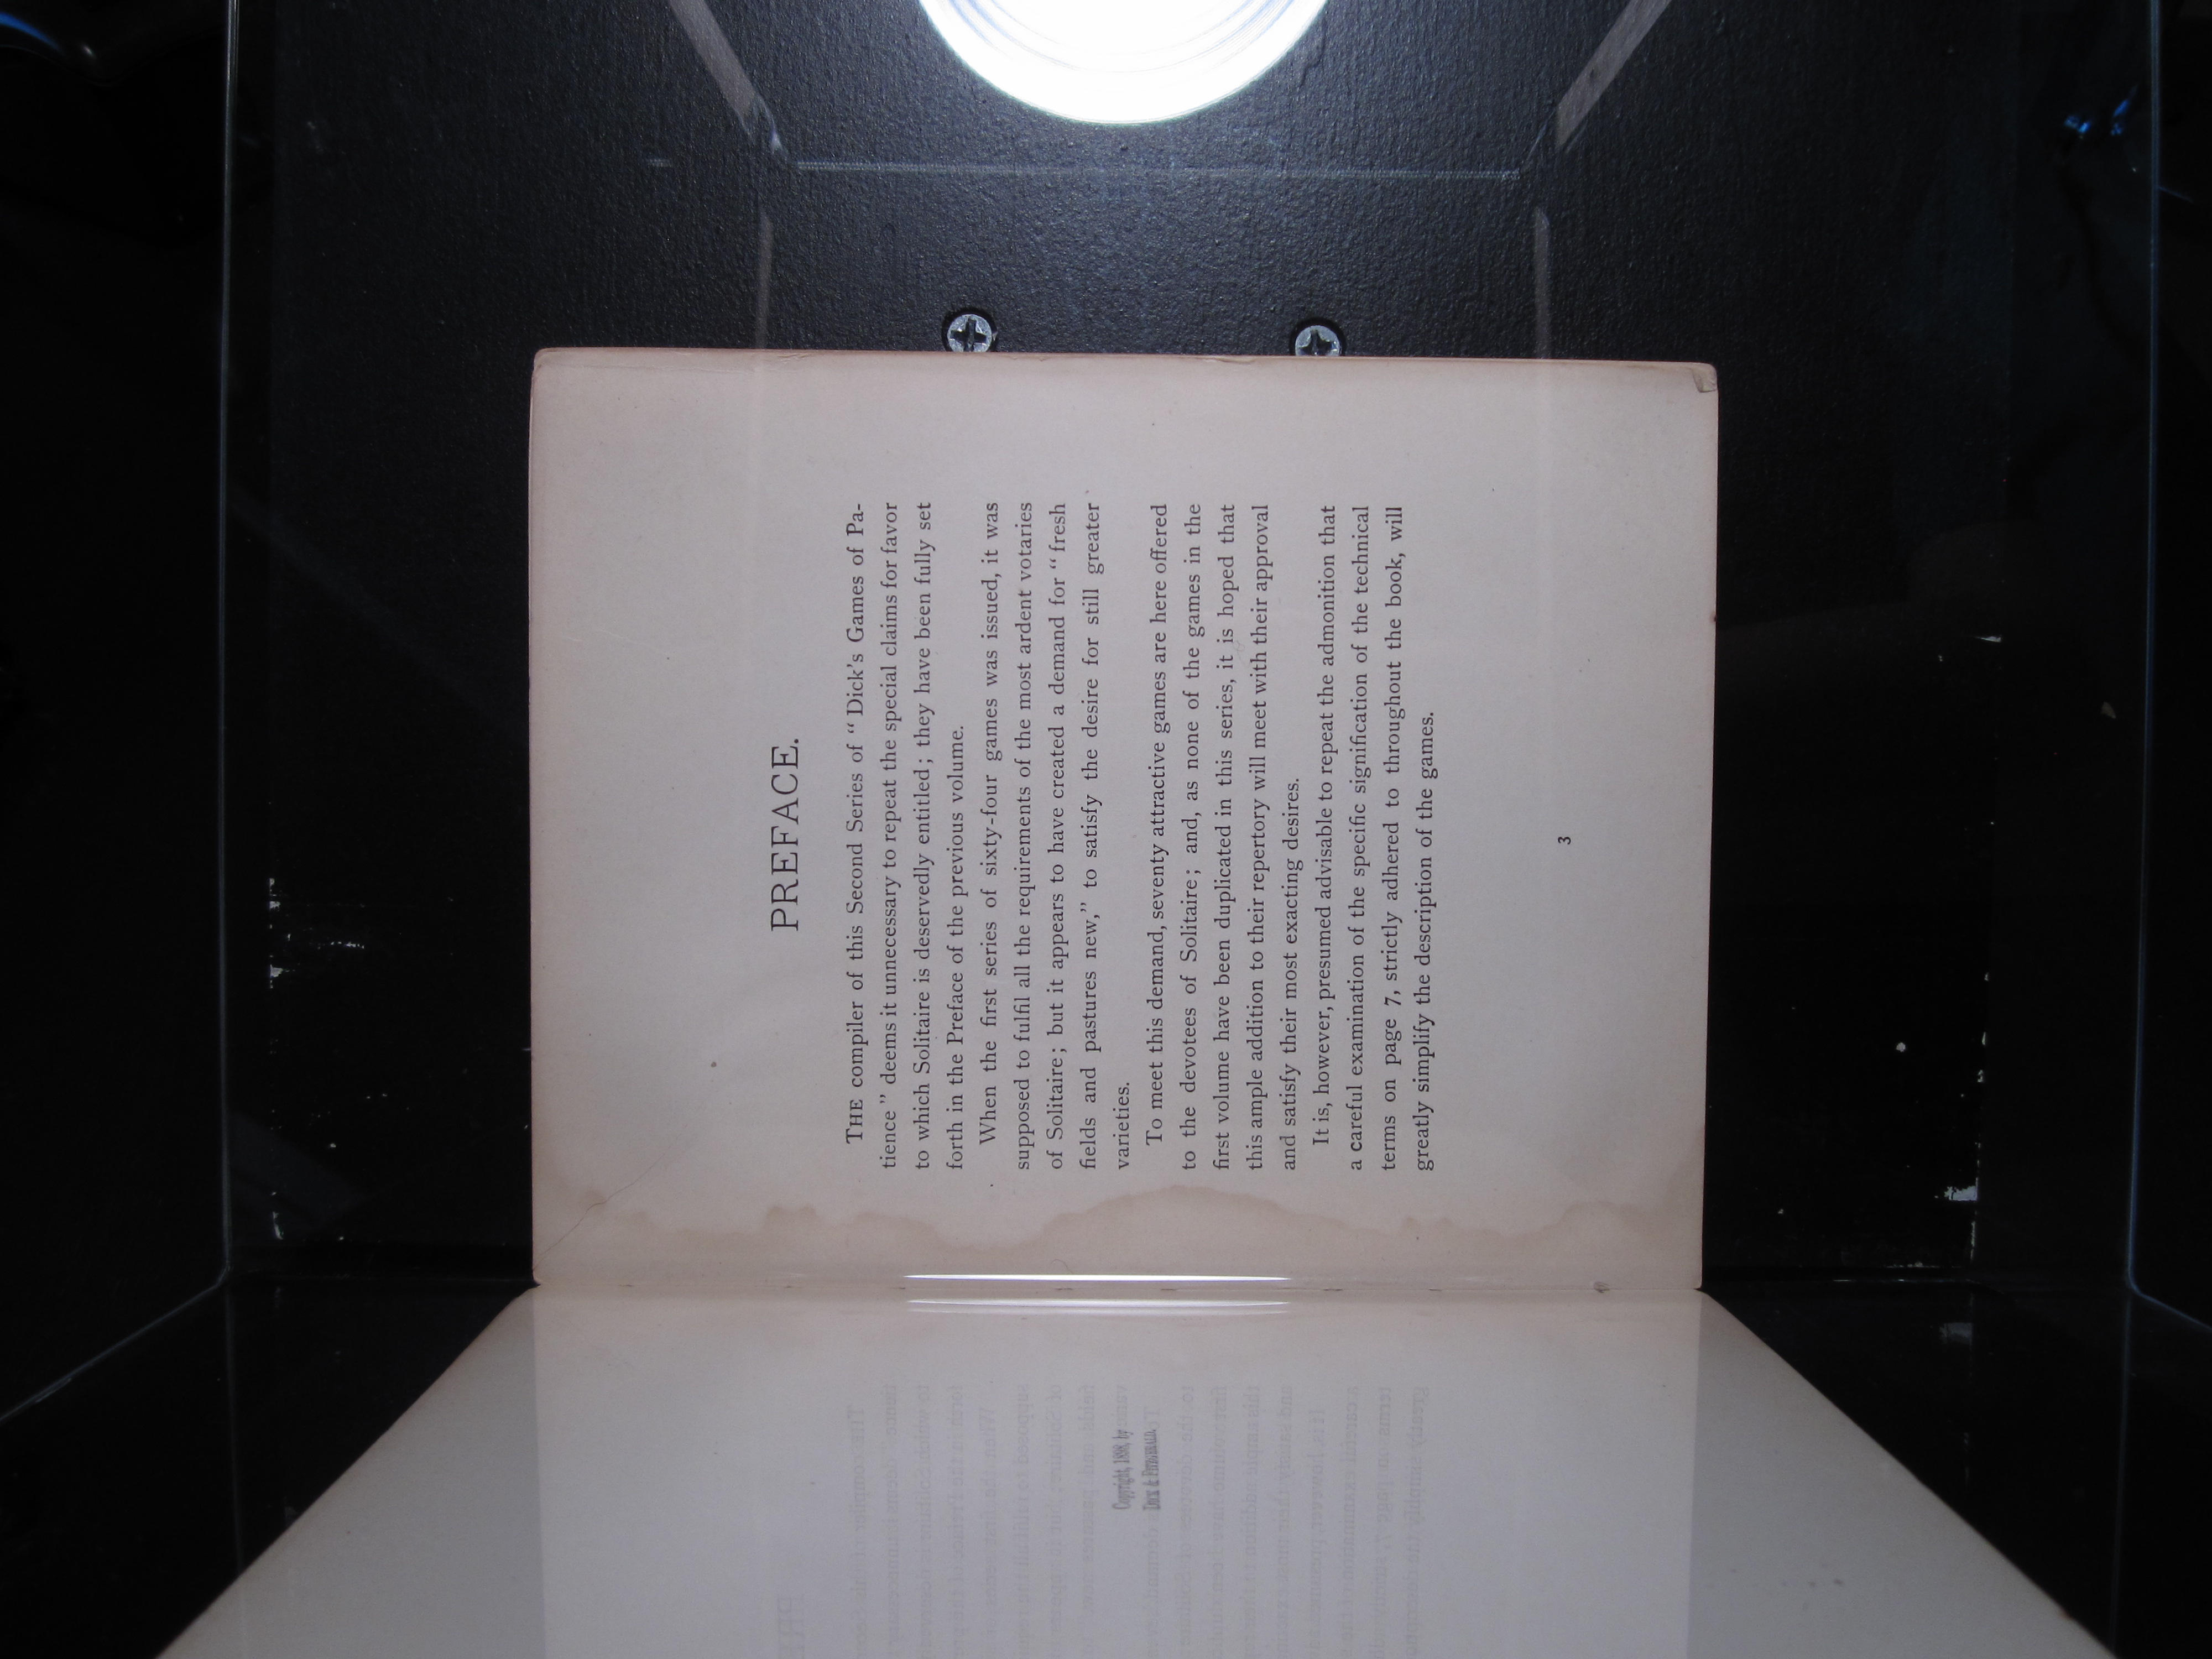 Copyright, 1898, by
DICK & FITZGERALD.
PREFACE.
THE compiler of this Second Series of “Dick's Games of Pa-
tience” deems it unnecessary to repeat the special claims for favor
to which Solitaire is deservedly entitled; they have been fully set
forth in the Preface of the previous volume.
When the first series of sixty-four games was issued, it was
supposed to fulfil all the requirements of the most ardent votaries
of Solitaire; but it appears to have created a demand for “fresh
fields and pastures new,” to satisfy the desire for still greater
varieties.
To meet this demand, seventy attractive games are here offered
to the devotees of Solitaire; and, as none of the games in the
first volume have been duplicated in this series, it is hoped that
this ample addition to their repertory will meet with their approval
and satisfy their most exacting desires.
It is, however, presumed advisable to repeat the admonition that
a careful examination of the specific signification of the technical
terms on page 7, strictly adhered to throughout the book, will
greatly simplify the description of the games.
3